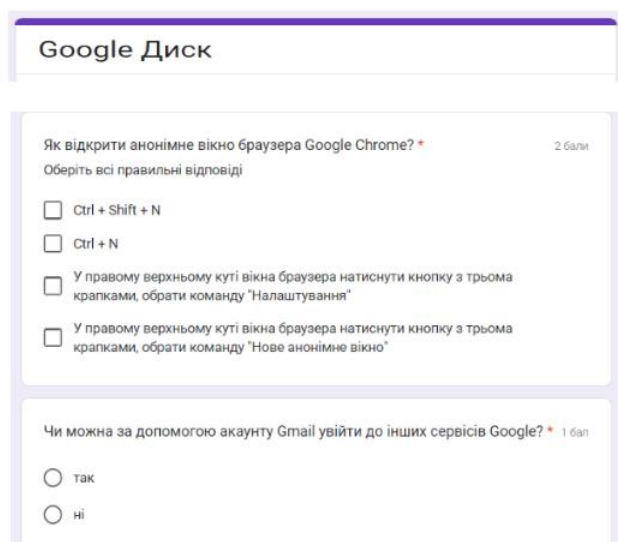 Google Диск
Як відкрити анонімне вікно браузера Google Chrome? * 2 бали
Оберіть всі правильні відповіді
Ctrl + Shift + N
Ctrl + N
У правому верхньому куті вікна браузера натиснути кнопку з трьома
крапками, обрати команду "Налаштування"
У правому верхньому куті вікна браузера натиснути кнопку з трьома
крапками, обрати команду "Нове анонімне вікно"
Чи можна за допомогою акаунту Gmail увійти до інших сервісів Google? * 1 бал
так
ні